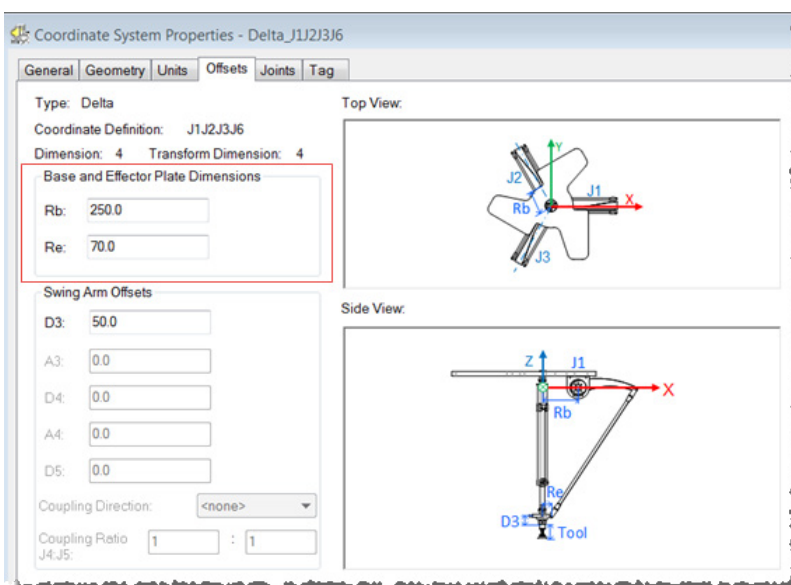 Coordinate System Properties - Delta_J1J2J3J6
General Geometry Units Offsets Joints Tag
Type: Delta
Coordinate Definition: J1J2J3J6
Dimension: 4 Transform Dimension: 4
Base and Effector Plate Dimensions
Rb: 250.0
Re: 70.0
Swing Arm Offsets
D3: 50.0
A3: 0.0
D4: 0.0
A4: 0.0
D5: 0.0
Coupling Direction: <none>
Coupling Ratio
J4:J5: 1 : 1
Top View:
Y
J2
J1
X
Rb
J3
Side View:
Z
J1
X
Rb
Re
D3
Tool